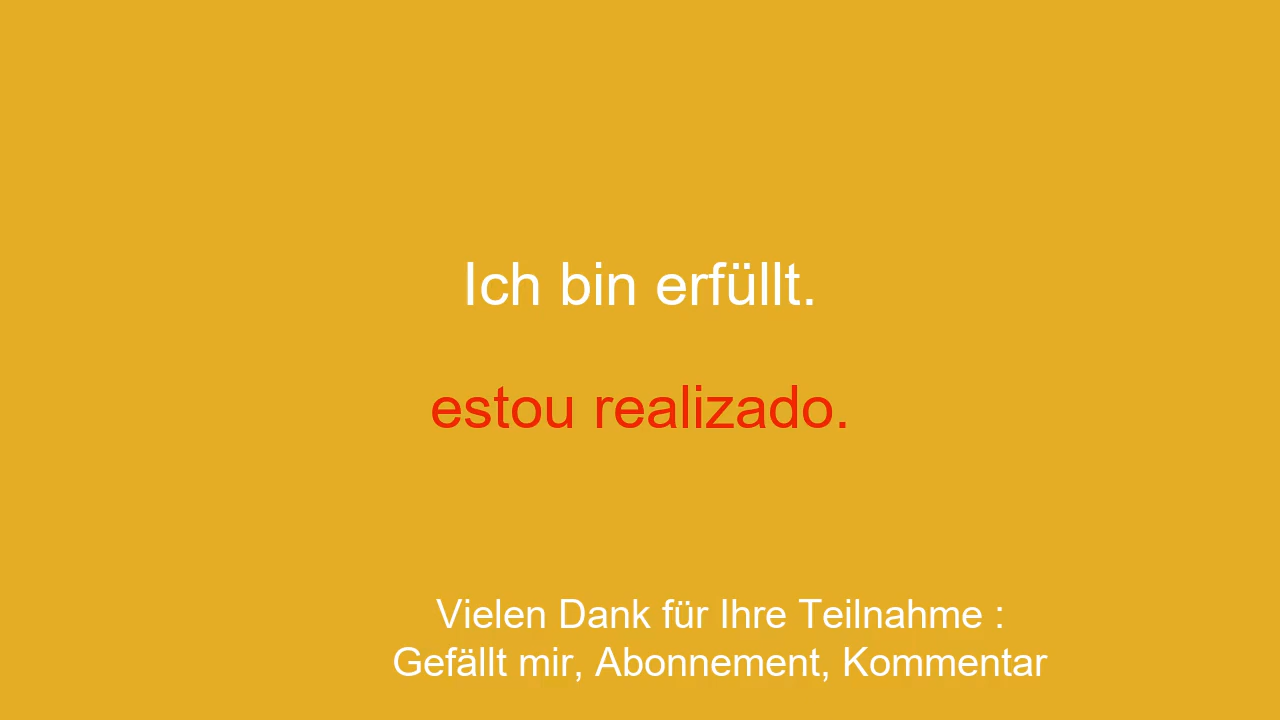 Ich bin erfüllt.
estou realizado.
Vielen Dank für Ihre Teilnahme :
Gefällt mir, Abonnement, Kommentar